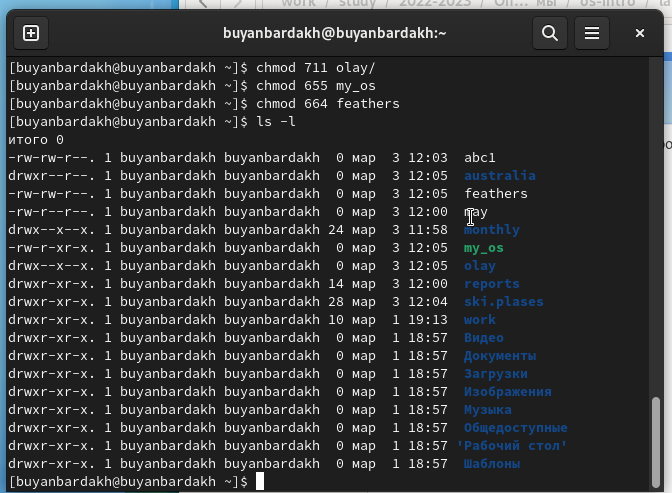 work / study / 2022-2023 / Оп... мы / os-intro /
buyanbardakh@buyanbardakh:~
[buyanbardakh@buyanbardakh ~]$ chmod 711 olay/
[buyanbardakh@buyanbardakh ~]$ chmod 655 my_os
[buyanbardakh@buyanbardakh ~]$ chmod 664 feathers
[buyanbardakh@buyanbardakh ~]$ ls -l
итого 0
-rw-rw-r--. 1 buyanbardakh buyanbardakh  0 мар  3 12:03  abc1
drwxr--r--. 1 buyanbardakh buyanbardakh  0 мар  3 12:05  australia
-rw-rw-r--. 1 buyanbardakh buyanbardakh  0 мар  3 12:05  feathers
-rw-r--r--. 1 buyanbardakh buyanbardakh  0 мар  3 12:00  may
drwx--x--x. 1 buyanbardakh buyanbardakh 24 мар  3 11:58  monthly
-rw-r-xr-x. 1 buyanbardakh buyanbardakh  0 мар  3 12:05  my_os
drwx--x--x. 1 buyanbardakh buyanbardakh  0 мар  3 12:05  olay
drwxr-xr-x. 1 buyanbardakh buyanbardakh 14 мар  3 12:00  reports
drwxr-xr-x. 1 buyanbardakh buyanbardakh 28 мар  3 12:04  ski.plases
drwxr-xr-x. 1 buyanbardakh buyanbardakh 10 мар  1 19:13  work
drwxr-xr-x. 1 buyanbardakh buyanbardakh  0 мар  1 18:57  Видео
drwxr-xr-x. 1 buyanbardakh buyanbardakh  0 мар  1 18:57  Документы
drwxr-xr-x. 1 buyanbardakh buyanbardakh  0 мар  1 18:57  Загрузки
drwxr-xr-x. 1 buyanbardakh buyanbardakh  0 мар  1 18:57  Изображения
drwxr-xr-x. 1 buyanbardakh buyanbardakh  0 мар  1 18:57  Музыка
drwxr-xr-x. 1 buyanbardakh buyanbardakh  0 мар  1 18:57  Общедоступные
drwxr-xr-x. 1 buyanbardakh buyanbardakh  0 мар  1 18:57 'Рабочий стол'
drwxr-xr-x. 1 buyanbardakh buyanbardakh  0 мар  1 18:57  Шаблоны
[buyanbardakh@buyanbardakh ~]$